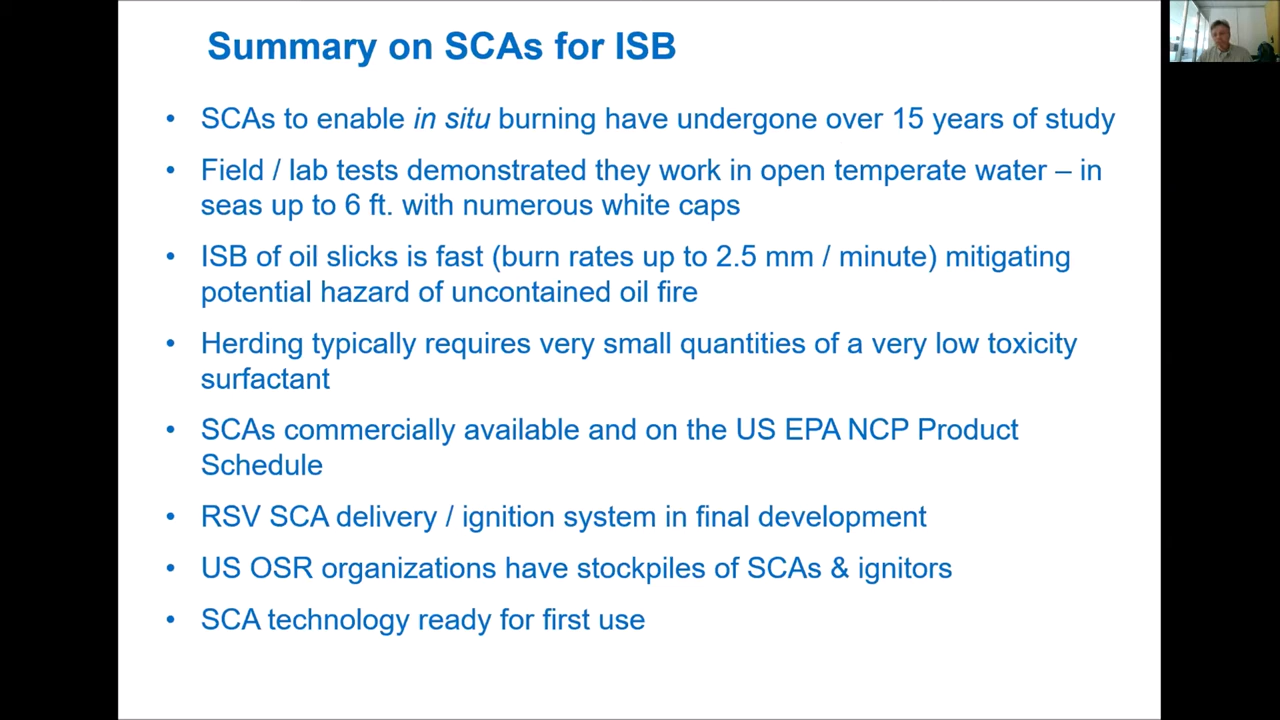 Summary on SCAs for ISB
• SCAs to enable in situ burning have undergone over 15 years of study
• Field / lab tests demonstrated they work in open temperate water – in
seas up to 6 ft. with numerous white caps
• ISB of oil slicks is fast (burn rates up to 2.5 mm / minute) mitigating
potential hazard of uncontained oil fire
• Herding typically requires very small quantities of a very low toxicity
surfactant
• SCAs commercially available and on the US EPA NCP Product
Schedule
• RSV SCA delivery / ignition system in final development
• US OSR organizations have stockpiles of SCAs & ignitors
• SCA technology ready for first use